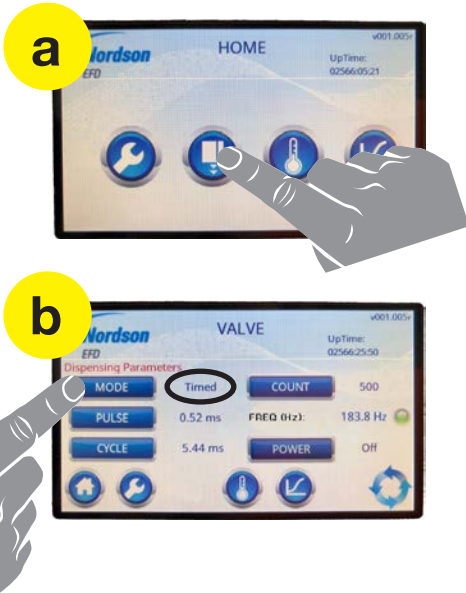 a
Nordson
EFD
HOME
v001.005r
UpTime:
02566:05:21
b
Nordson
EFD
VALVE
v001.005r
UpTime:
02566:25:50
Dispensing Parameters
MODE Timed COUNT 500
PULSE 0.52 ms FREQ (Hz): 183.8 Hz
CYCLE 5.44 ms POWER Off